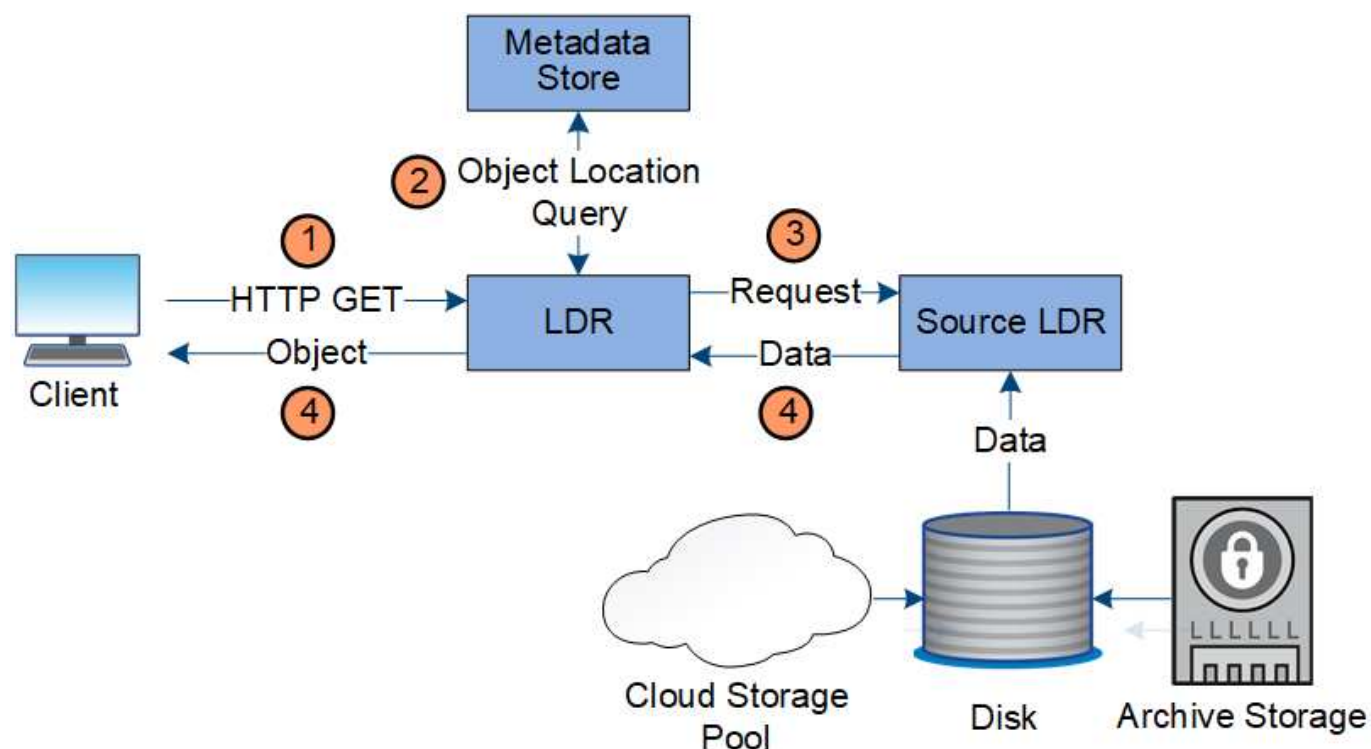 Metadata
Store
2
Object Location
Query
1
3
HTTP GET
LDR
Request
Source LDR
Object
Data
Client
4
4
Data
LLLLLL
Cloud Storage
Pool
Disk
Archive Storage